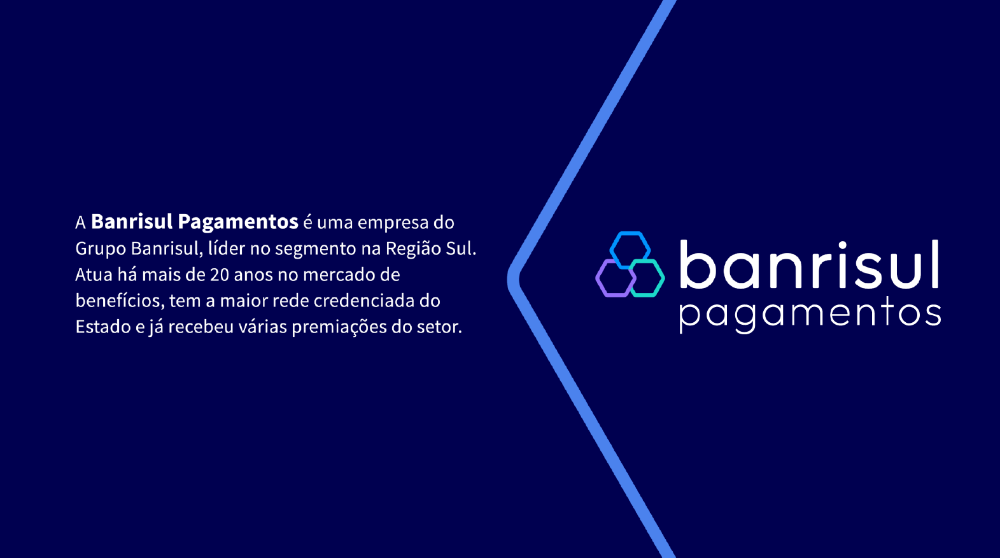 A Banrisul Pagamentos é uma empresa do
Grupo Banrisul, líder no segmento na Região Sul.
Atua há mais de 20 anos no mercado de
benefícios, tem a maior rede credenciada do
Estado e já recebeu várias premiações do setor.
banrisul
pagamentos